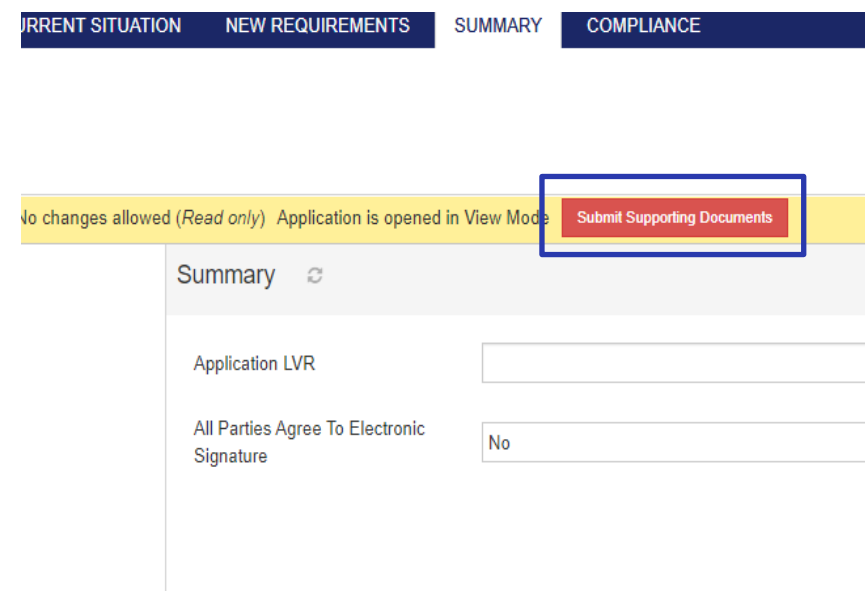 URRENT SITUATION NEW REQUIREMENTS SUMMARY COMPLIANCE
No changes allowed (Read only) Application is opened in View Mode Submit Supporting Documents
Summary
Application LVR
All Parties Agree To Electronic
Signature
No